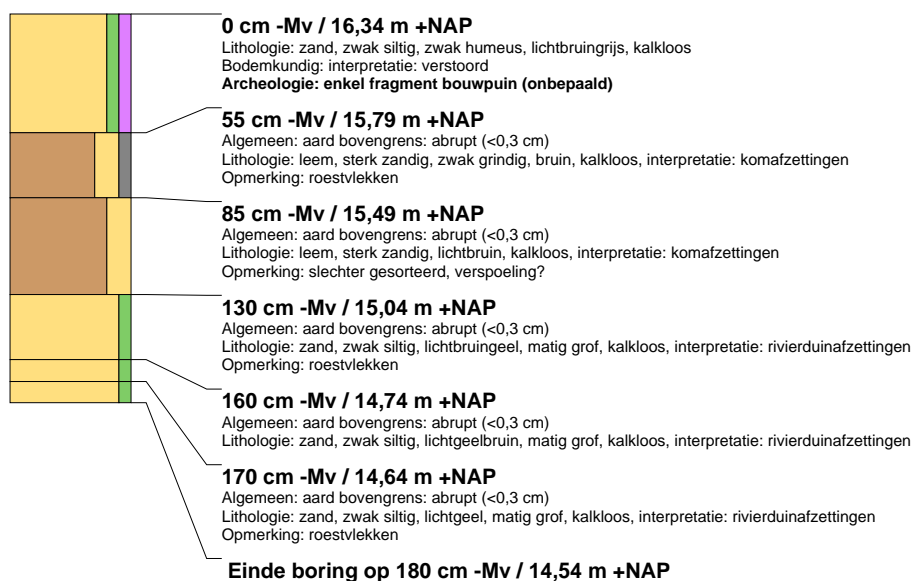 0 cm -Mv / 16,34 m +NAP
Lithologie: zand, zwak siltig, zwak humeus, lichtbruingrijs, kalkloos
Bodemkundig: interpretatie: verstoord
Archeologie: enkel fragment bouwpuin (onbepaald)
55 cm -Mv / 15,79 m +NAP
Algemeen: aard bovengrens: abrupt (<0,3 cm)
Lithologie: leem, sterk zandig, zwak grindig, bruin, kalkloos, interpretatie: komafzettingen
Opmerking: roestvlekken
85 cm -Mv / 15,49 m +NAP
Algemeen: aard bovengrens: abrupt (<0,3 cm)
Lithologie: leem, sterk zandig, lichtbruin, kalkloos, interpretatie: komafzettingen
Opmerking: slechter gesorteerd, verspoeling?
130 cm -Mv / 15,04 m +NAP
Algemeen: aard bovengrens: abrupt (<0,3 cm)
Lithologie: zand, zwak siltig, lichtbruingeel, matig grof, kalkloos, interpretatie: rivierduinafzettingen
Opmerking: roestvlekken
160 cm -Mv / 14,74 m +NAP
Algemeen: aard bovengrens: abrupt (<0,3 cm)
Lithologie: zand, zwak siltig, lichtgeelbruin, matig grof, kalkloos, interpretatie: rivierduinafzettingen
170 cm -Mv / 14,64 m +NAP
Algemeen: aard bovengrens: abrupt (<0,3 cm)
Lithologie: zand, zwak siltig, lichtgeel, matig grof, kalkloos, interpretatie: rivierduinafzettingen
Opmerking: roestvlekken
Einde boring op 180 cm -Mv / 14,54 m +NAP